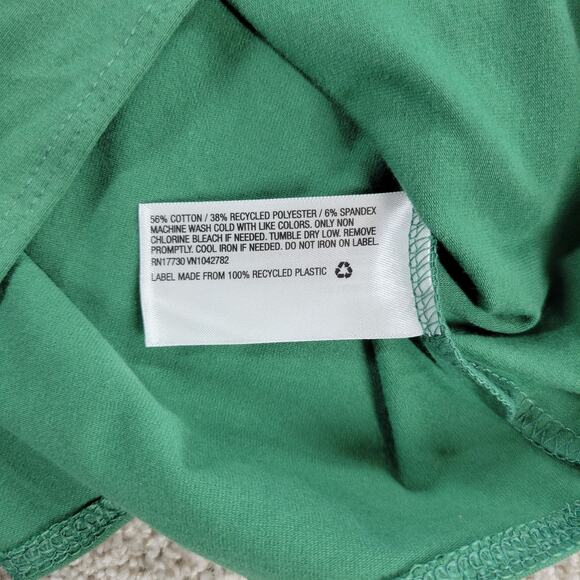 56% COTTON / 38% RECYCLED POLYESTER / 6% SPANDEX
MACHINE WASH COLD WITH LIKE COLORS. ONLY NON
CHLORINE BLEACH IF NEEDED. TUMBLE DRY LOW. REMOVE
PROMPTLY. COOL IRON IF NEEDED. DO NOT IRON ON LABEL.
RN17730 VN1042782
LABEL MADE FROM 100% RECYCLED PLASTIC